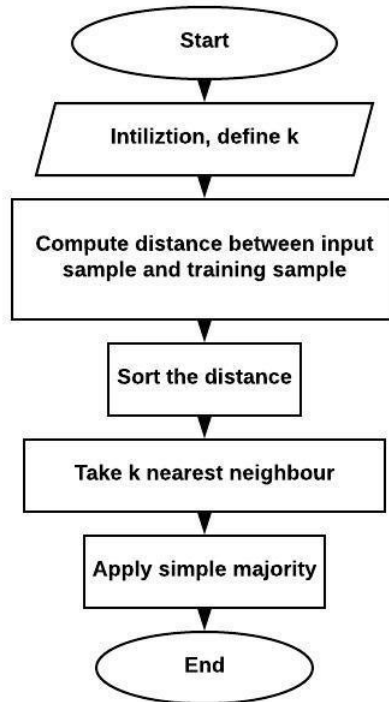 Start
Intiliztion, define k
Compute distance between input
sample and training sample
Sort the distance
Take k nearest neighbour
Apply simple majority
End